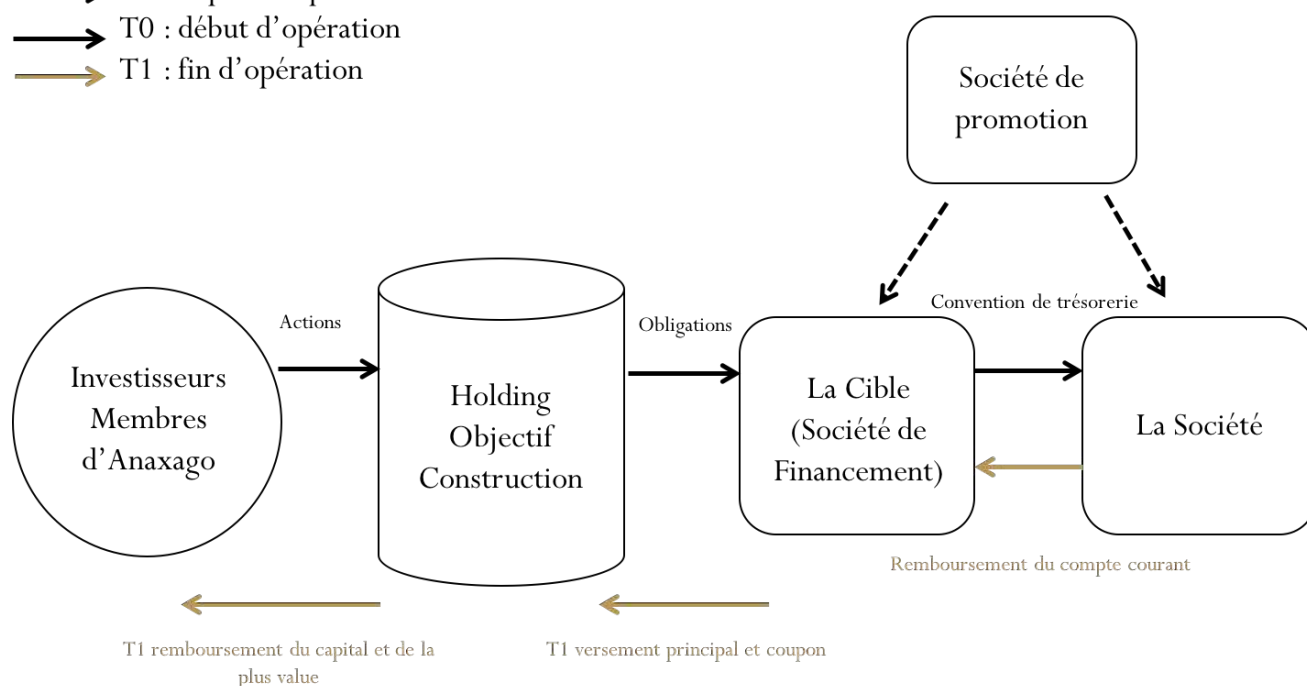 T0 : début d'opération
T1 : fin d'opération
Société de
promotion
Convention de trésorerie
Actions
Obligations
Investisseurs
Membres
d'Anaxago
Holding
Objectif
Construction
La Cible
(Société de
Financement)
La Société
Remboursement du compte courant
T1 remboursement du capital et de la
plus value
T1 versement principal et coupon